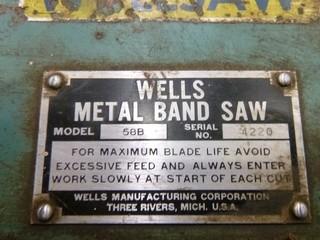 WELLSAW
WELLS
METAL BAND SAW
MODEL 58B SERIAL NO. 4220
FOR MAXIMUM BLADE LIFE AVOID
EXCESSIVE FEED AND ALWAYS ENTER
WORK SLOWLY AT START OF EACH CUT
WELLS MANUFACTURING CORPORATION
THREE RIVERS, MICH. U.S.A.